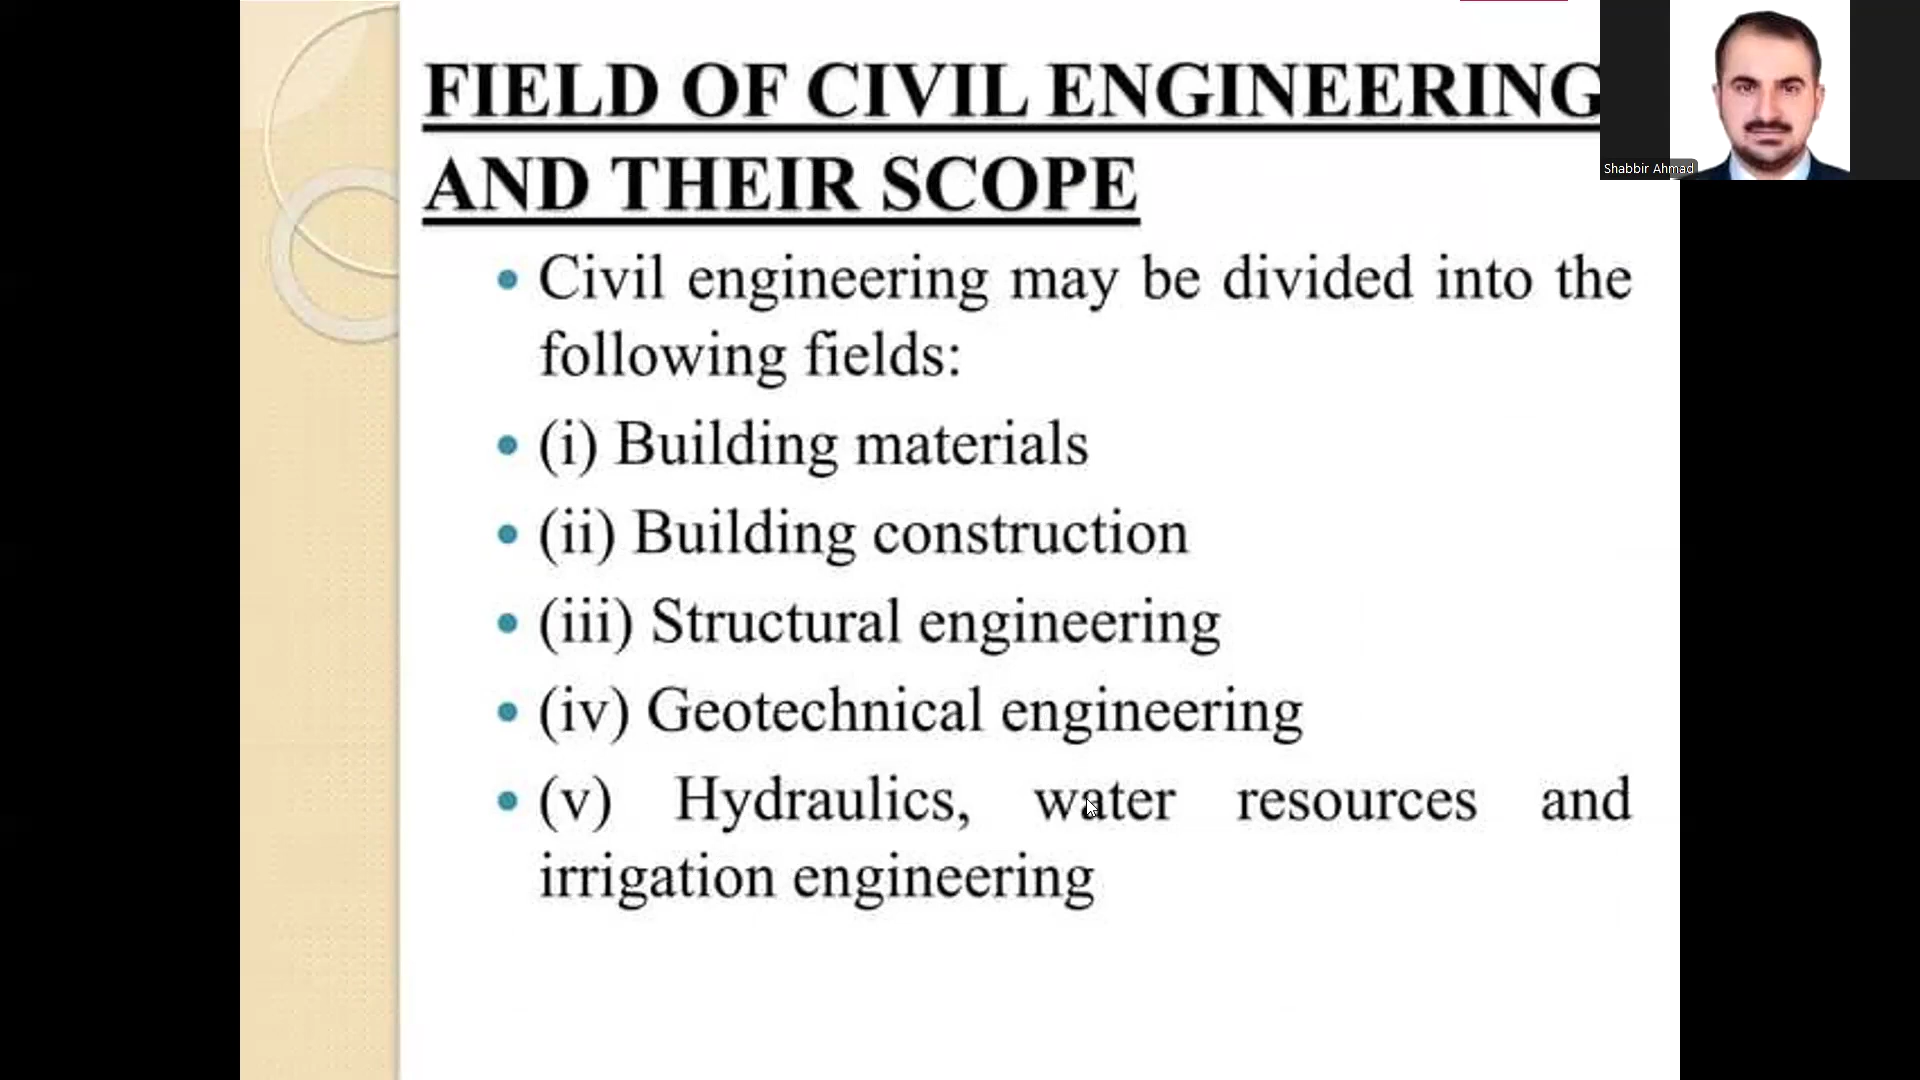 FIELD OF CIVIL ENGINEERING
AND THEIR SCOPE
Civil engineering may be divided into the
following fields:
(i) Building materials
(ii) Building construction
(iii) Structural engineering
(iv) Geotechnical engineering
(v) Hydraulics, water resources and
irrigation engineering
Shabbir Ahmad